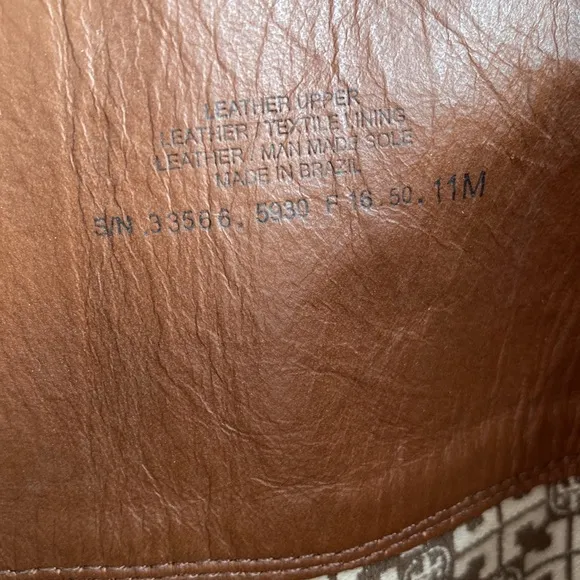 LEATHER UPPER
LEATHER / TEXTILE LINING
LEATHER / MAN MADE SOLE
MADE IN BRAZIL
S/N .33566. 5930 F 16. 50. 11M